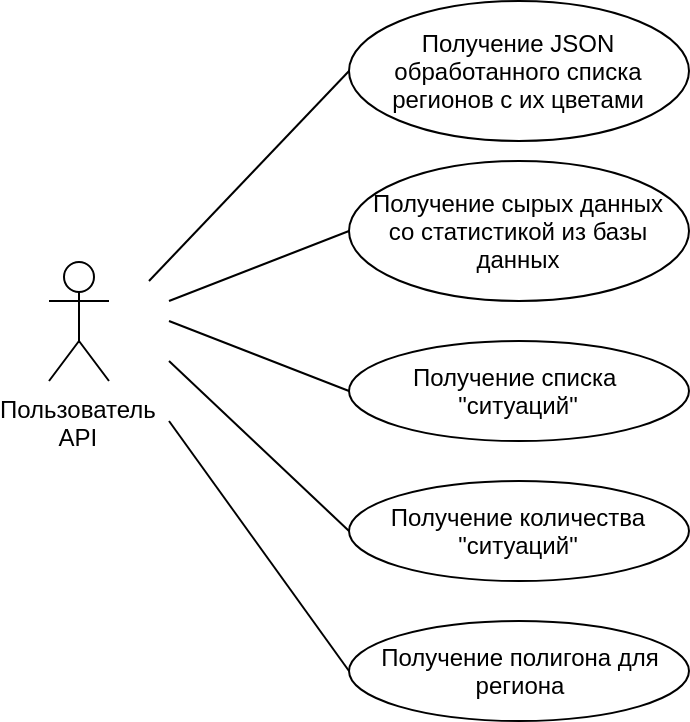 Получение JSON
обработанного списка
регионов с их цветами
Получение сырых данных
со статистикой из базы
данных
Пользователь
API
Получение списка
"ситуаций"
Получение количества
"ситуаций"
Получение полигона для
региона